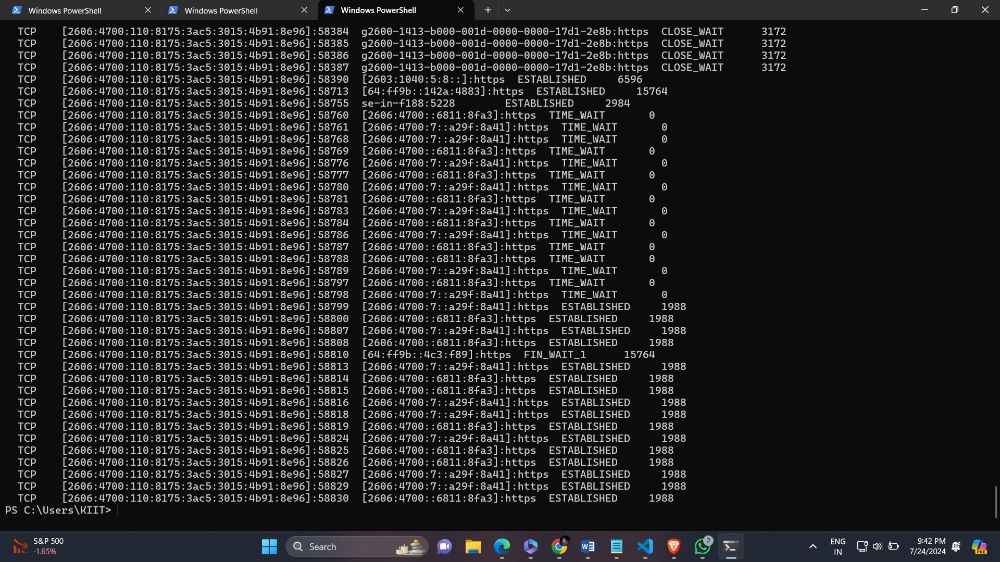 Windows PowerShell
Windows PowerShell
Windows PowerShell
TCP [2606:4700:110:8175:3ac5:3015:4b91:8e96]:58384 g2600-1413-b000-001d-0000-0000-17d1-2e8b:https CLOSE_WAIT 3172
TCP [2606:4700:110:8175:3ac5:3015:4b91:8e96]:58385 g2600-1413-b000-001d-0000-0000-17d1-2e8b:https CLOSE_WAIT 3172
TCP [2606:4700:110:8175:3ac5:3015:4b91:8e96]:58386 g2600-1413-b000-001d-0000-0000-17d1-2e8b:https CLOSE_WAIT 3172
TCP [2606:4700:110:8175:3ac5:3015:4b91:8e96]:58387 g2600-1413-b000-001d-0000-0000-17d1-2e8b:https CLOSE_WAIT 3172
TCP [2606:4700:110:8175:3ac5:3015:4b91:8e96]:58390 [2603:1040:5:8::]:https ESTABLISHED 6596
TCP [2606:4700:110:8175:3ac5:3015:4b91:8e96]:58713 [64:ff9b::142a:4883]:https ESTABLISHED 15764
TCP [2606:4700:110:8175:3ac5:3015:4b91:8e96]:58755 se-in-f188:5228 ESTABLISHED 2984
TCP [2606:4700:110:8175:3ac5:3015:4b91:8e96]:58760 [2606:4700::6811:8fa3]:https TIME_WAIT 0
TCP [2606:4700:110:8175:3ac5:3015:4b91:8e96]:58761 [2606:4700:7::a29f:8a41]:https TIME_WAIT 0
TCP [2606:4700:110:8175:3ac5:3015:4b91:8e96]:58768 [2606:4700:7::a29f:8a41]:https TIME_WAIT 0
TCP [2606:4700:110:8175:3ac5:3015:4b91:8e96]:58769 [2606:4700::6811:8fa3]:https TIME_WAIT 0
TCP [2606:4700:110:8175:3ac5:3015:4b91:8e96]:58776 [2606:4700:7::a29f:8a41]:https TIME_WAIT 0
TCP [2606:4700:110:8175:3ac5:3015:4b91:8e96]:58777 [2606:4700::6811:8fa3]:https TIME_WAIT 0
TCP [2606:4700:110:8175:3ac5:3015:4b91:8e96]:58780 [2606:4700:7::a29f:8a41]:https TIME_WAIT 0
TCP [2606:4700:110:8175:3ac5:3015:4b91:8e96]:58781 [2606:4700::6811:8fa3]:https TIME_WAIT 0
TCP [2606:4700:110:8175:3ac5:3015:4b91:8e96]:58783 [2606:4700:7::a29f:8a41]:https TIME_WAIT 0
TCP [2606:4700:110:8175:3ac5:3015:4b91:8e96]:58784 [2606:4700::6811:8fa3]:https TIME_WAIT 0
TCP [2606:4700:110:8175:3ac5:3015:4b91:8e96]:58786 [2606:4700:7::a29f:8a41]:https TIME_WAIT 0
TCP [2606:4700:110:8175:3ac5:3015:4b91:8e96]:58787 [2606:4700::6811:8fa3]:https TIME_WAIT 0
TCP [2606:4700:110:8175:3ac5:3015:4b91:8e96]:58788 [2606:4700::6811:8fa3]:https TIME_WAIT 0
TCP [2606:4700:110:8175:3ac5:3015:4b91:8e96]:58789 [2606:4700:7::a29f:8a41]:https TIME_WAIT 0
TCP [2606:4700:110:8175:3ac5:3015:4b91:8e96]:58797 [2606:4700::6811:8fa3]:https TIME_WAIT 0
TCP [2606:4700:110:8175:3ac5:3015:4b91:8e96]:58798 [2606:4700:7::a29f:8a41]:https TIME_WAIT 0
TCP [2606:4700:110:8175:3ac5:3015:4b91:8e96]:58799 [2606:4700:7::a29f:8a41]:https ESTABLISHED 1988
TCP [2606:4700:110:8175:3ac5:3015:4b91:8e96]:58800 [2606:4700::6811:8fa3]:https ESTABLISHED 1988
TCP [2606:4700:110:8175:3ac5:3015:4b91:8e96]:58807 [2606:4700:7::a29f:8a41]:https ESTABLISHED 1988
TCP [2606:4700:110:8175:3ac5:3015:4b91:8e96]:58808 [2606:4700::6811:8fa3]:https ESTABLISHED 1988
TCP [2606:4700:110:8175:3ac5:3015:4b91:8e96]:58810 [64:ff9b::4c3:f89]:https FIN_WAIT_1 15764
TCP [2606:4700:110:8175:3ac5:3015:4b91:8e96]:58813 [2606:4700:7::a29f:8a41]:https ESTABLISHED 1988
TCP [2606:4700:110:8175:3ac5:3015:4b91:8e96]:58814 [2606:4700::6811:8fa3]:https ESTABLISHED 1988
TCP [2606:4700:110:8175:3ac5:3015:4b91:8e96]:58815 [2606:4700::6811:8fa3]:https ESTABLISHED 1988
TCP [2606:4700:110:8175:3ac5:3015:4b91:8e96]:58816 [2606:4700:7::a29f:8a41]:https ESTABLISHED 1988
TCP [2606:4700:110:8175:3ac5:3015:4b91:8e96]:58818 [2606:4700:7::a29f:8a41]:https ESTABLISHED 1988
TCP [2606:4700:110:8175:3ac5:3015:4b91:8e96]:58819 [2606:4700::6811:8fa3]:https ESTABLISHED 1988
TCP [2606:4700:110:8175:3ac5:3015:4b91:8e96]:58824 [2606:4700:7::a29f:8a41]:https ESTABLISHED 1988
TCP [2606:4700:110:8175:3ac5:3015:4b91:8e96]:58825 [2606:4700::6811:8fa3]:https ESTABLISHED 1988
TCP [2606:4700:110:8175:3ac5:3015:4b91:8e96]:58826 [2606:4700::6811:8fa3]:https ESTABLISHED 1988
TCP [2606:4700:110:8175:3ac5:3015:4b91:8e96]:58827 [2606:4700:7::a29f:8a41]:https ESTABLISHED 1988
TCP [2606:4700:110:8175:3ac5:3015:4b91:8e96]:58829 [2606:4700:7::a29f:8a41]:https ESTABLISHED 1988
TCP [2606:4700:110:8175:3ac5:3015:4b91:8e96]:58830 [2606:4700::6811:8fa3]:https ESTABLISHED 1988
PS C:\Users\KIIT>
S&P 500
-1.65%
Search
W
2
ENG
IN
9:42 PM
7/24/2024
PRE